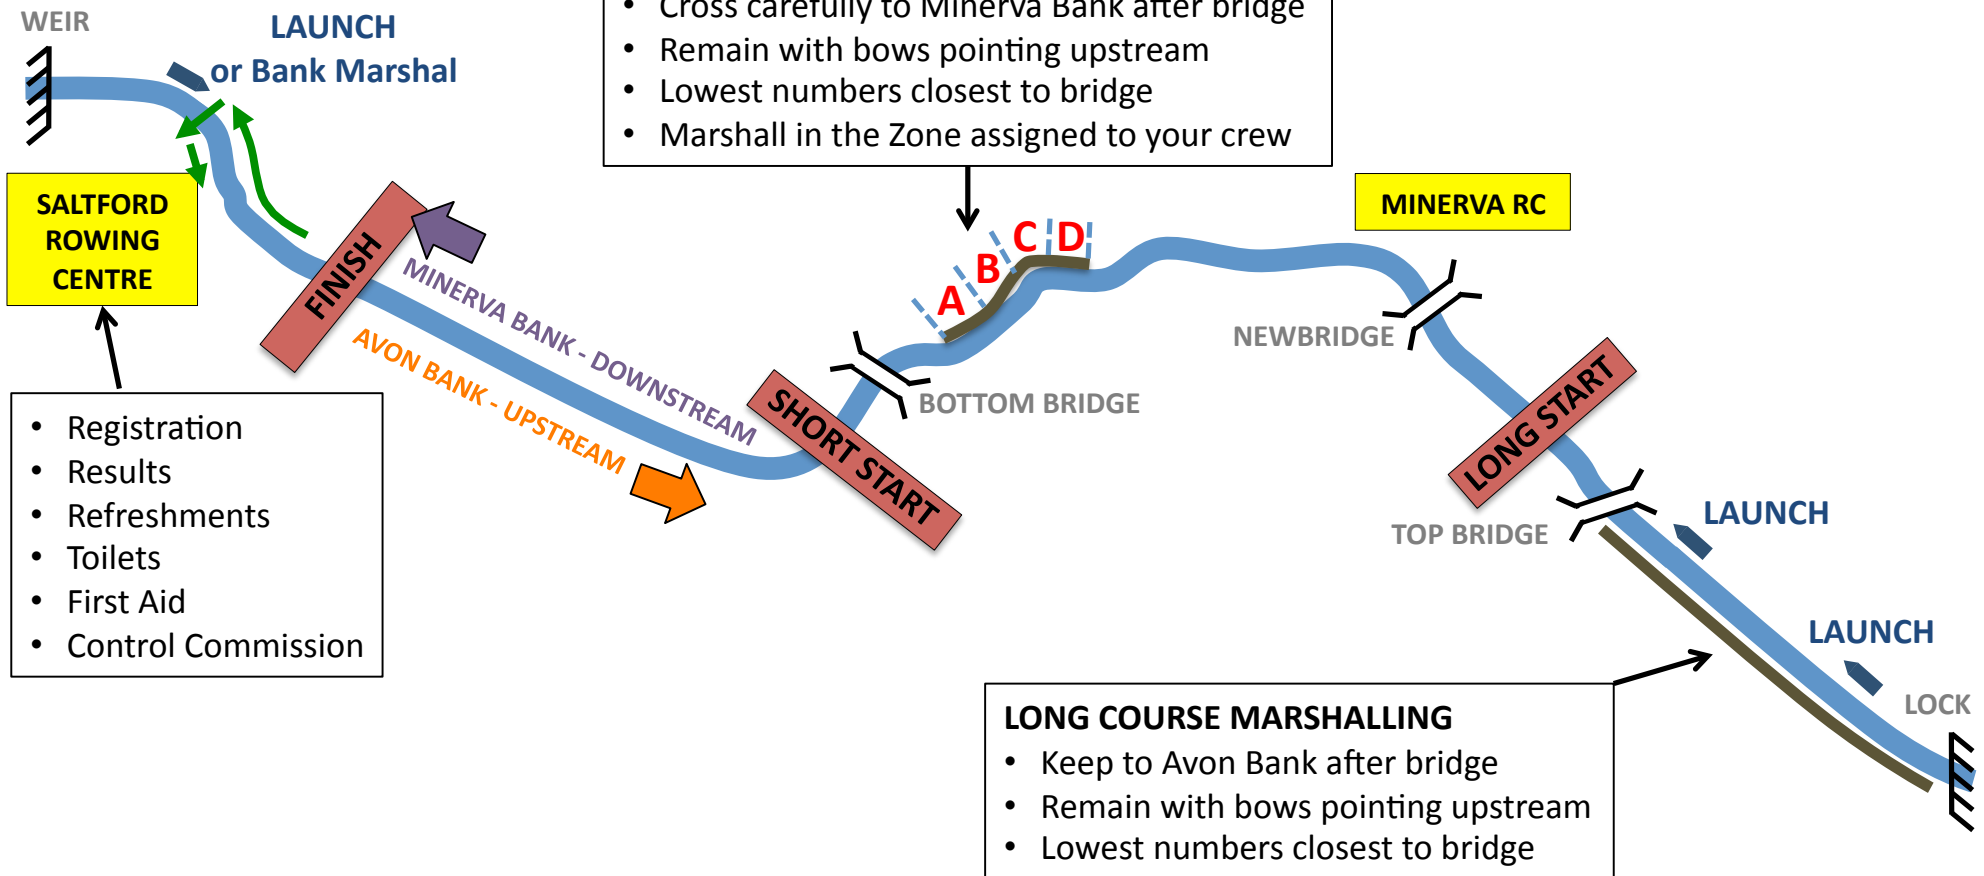 WEIR
LAUNCH
or Bank Marshal
• Cross carefully to Minerva Bank after bridge
• Remain with bows pointing upstream
• Lowest numbers closest to bridge
• Marshall in the Zone assigned to your crew
SALTFORD
ROWING
CENTRE
MINERVA RC
FINISH
MINERVA BANK - DOWNSTREAM
AVON BANK - UPSTREAM
A
B
C
D
NEWBRIDGE
BOTTOM BRIDGE
SHORT START
LONG START
TOP BRIDGE
LAUNCH
LAUNCH
LOCK
• Registration
• Results
• Refreshments
• Toilets
• First Aid
• Control Commission
LONG COURSE MARSHALLING
• Keep to Avon Bank after bridge
• Remain with bows pointing upstream
• Lowest numbers closest to bridge